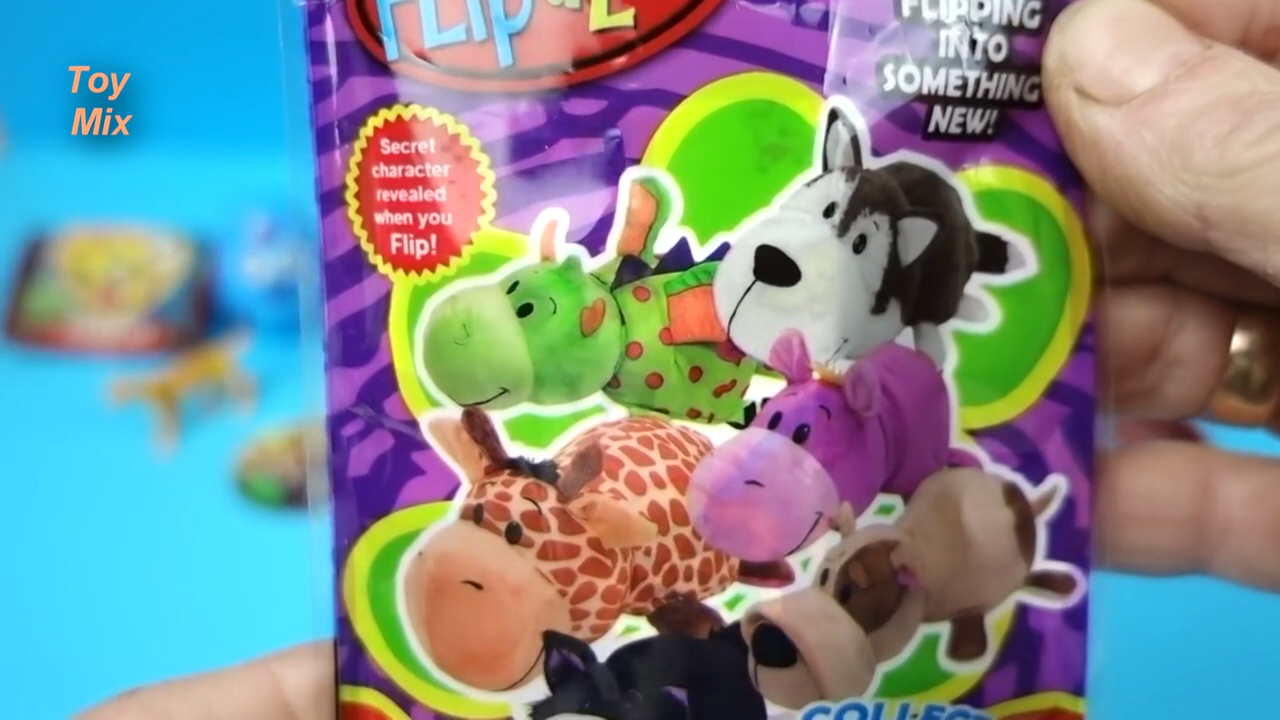 Toy
Mix
FLIPPING
INTO
SOMETHING
NEW!
Secret
character
revealed
when you
Flip!